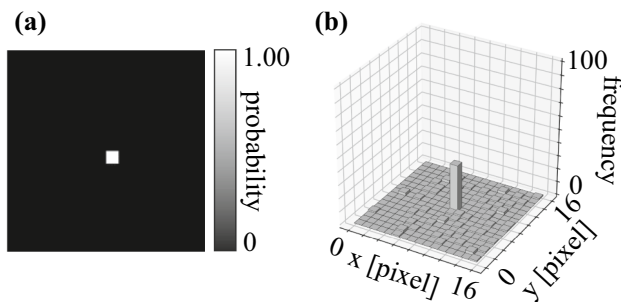 (a)
1.00
probability
0
(b)
100
frequency
0
0 x [pixel] 16
0 y [pixel] 16